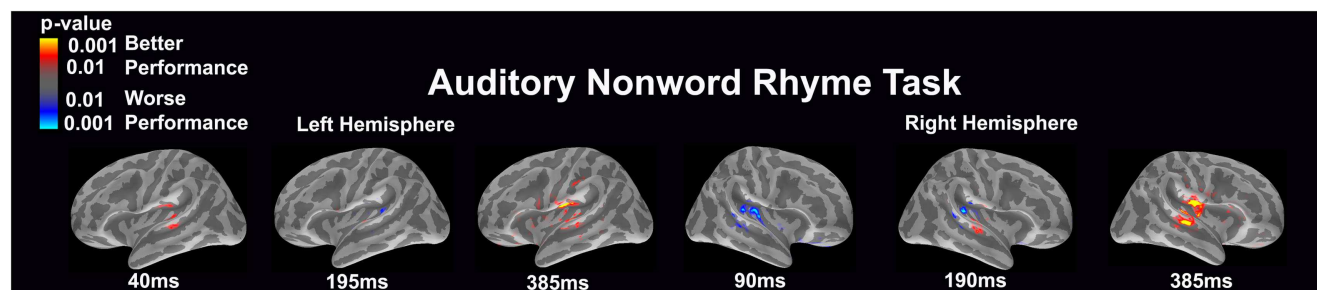 p-value
0.001 Better
0.01 Performance
0.01 Worse
0.001 Performance
Auditory Nonword Rhyme Task
Left Hemisphere
Right Hemisphere
40ms
195ms
385ms
90ms
190ms
385ms